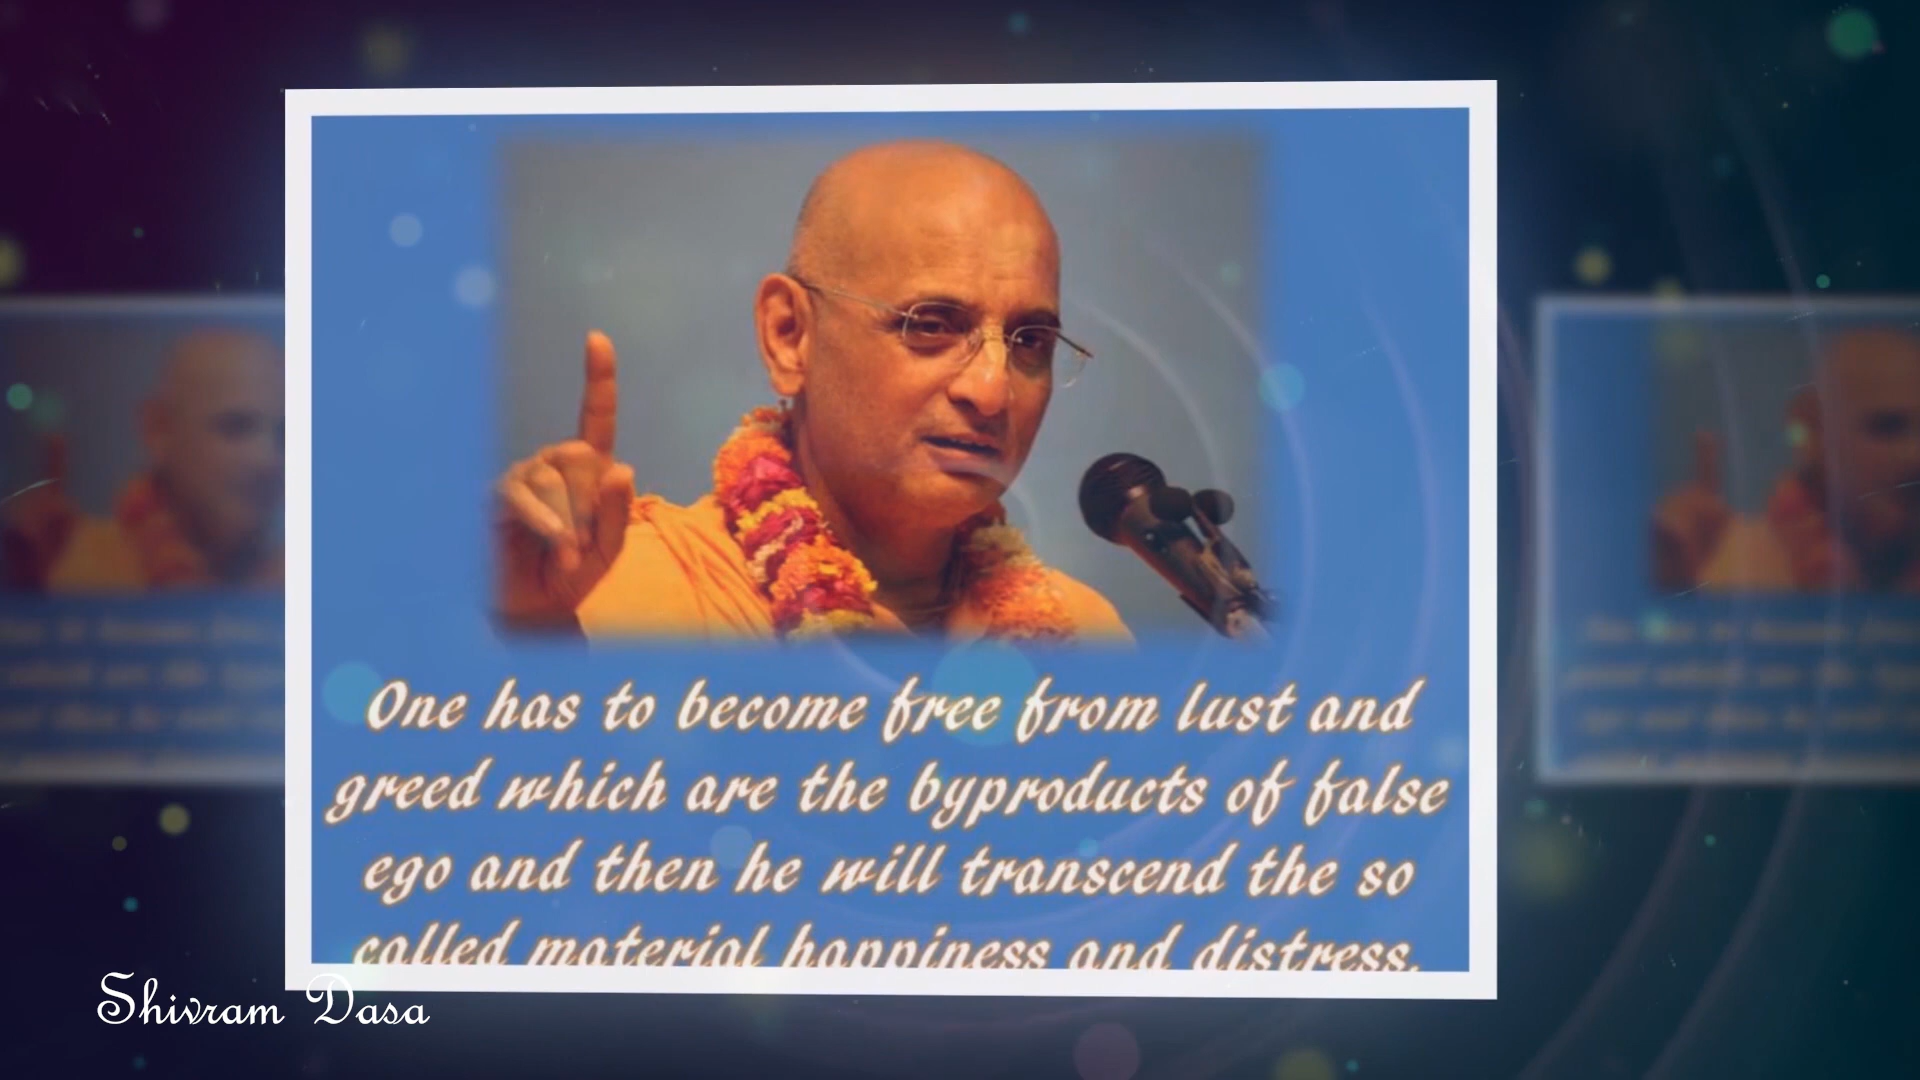 One has to become free from lust and
greed which are the byproducts of false
ego and then he will transcend the so
called material happiness and distress.
Shivram Dasa